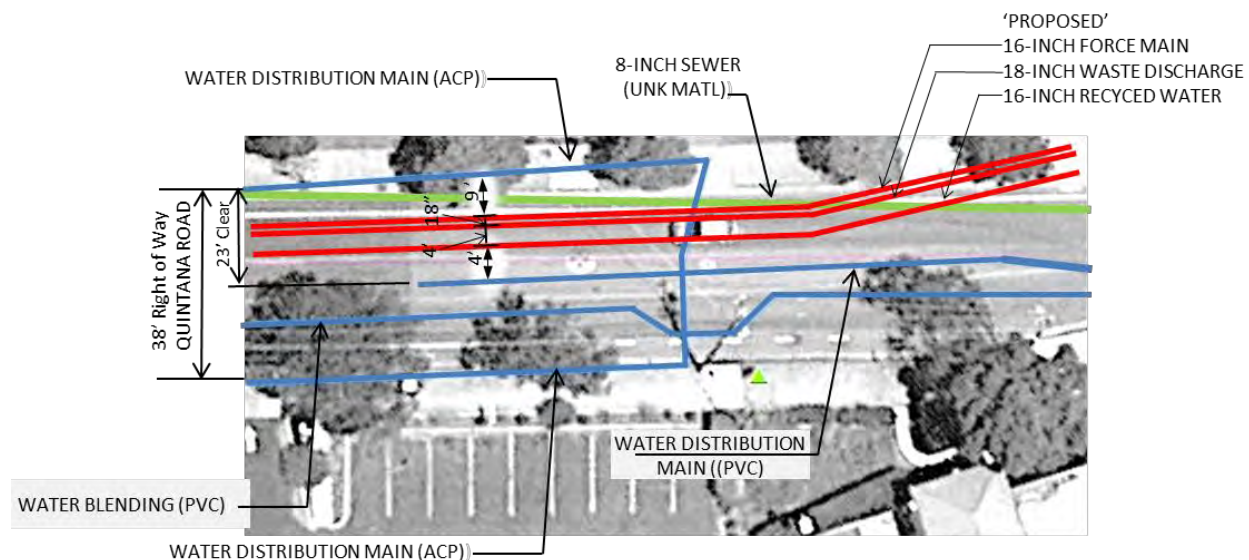 'PROPOSED'
16-INCH FORCE MAIN
18-INCH WASTE DISCHARGE
16-INCH RECYCED WATER
8-INCH SEWER
(UNK MATL)
WATER DISTRIBUTION MAIN (ACP)
38' Right of Way
QUINTANA ROAD
23' Clear
9'
18"
4'
4'
WATER DISTRIBUTION
MAIN ((PVC)
WATER BLENDING (PVC)
WATER DISTRIBUTION MAIN (ACP)